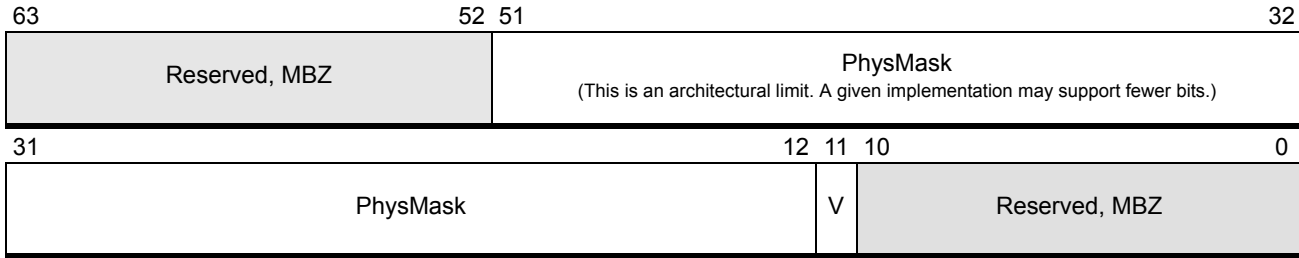 63 52 51 32
Reserved, MBZ
PhysMask
(This is an architectural limit. A given implementation may support fewer bits.)
31 12 11 10 0
PhysMask V Reserved, MBZ